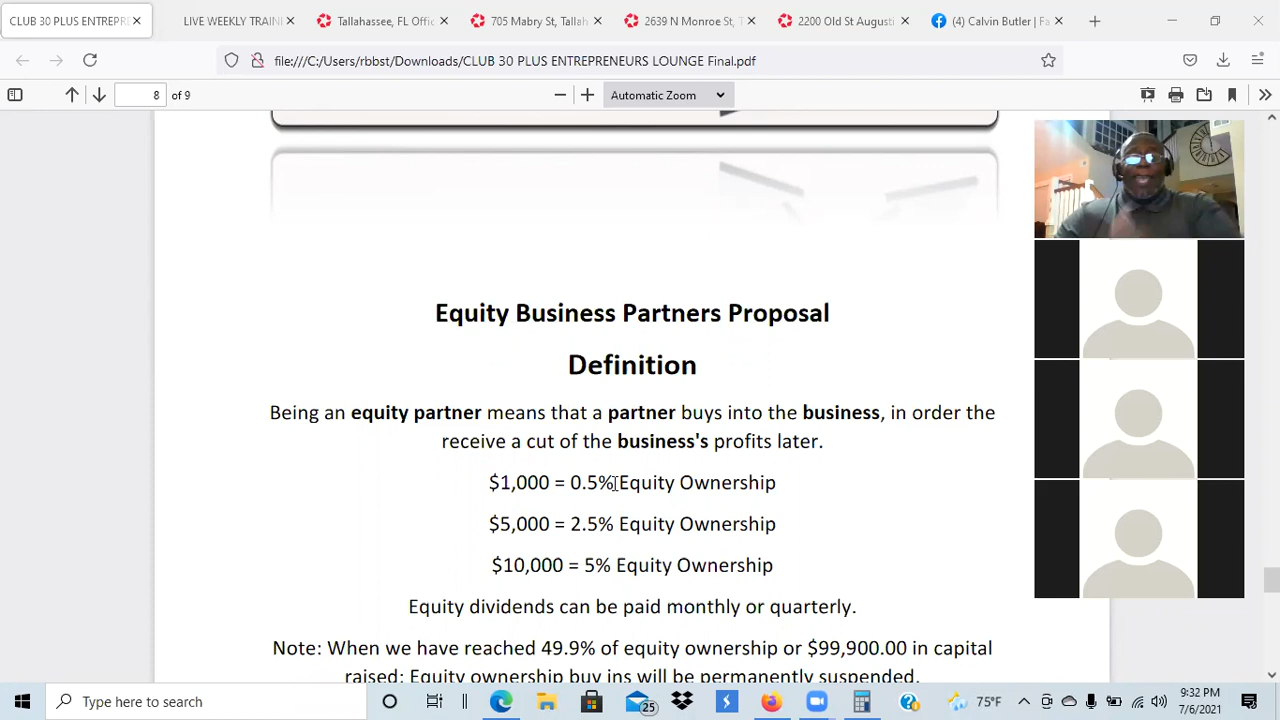 CLUB 30 PLUS ENTREPRE
LIVE WEEKLY TRAINI
Tallahassee, FL Offic
705 Mabry St, Tallah
2639 N Monroe St, T
2200 Old St Augusti
(4) Calvin Butler | Fa
file:///C:/Users/rbbst/Downloads/CLUB 30 PLUS ENTREPRENEURS LOUNGE Final.pdf
8 of 9
Automatic Zoom
Equity Business Partners Proposal
Definition
Being an equity partner means that a partner buys into the business, in order the
receive a cut of the business's profits later.
$1,000 = 0.5% Equity Ownership
$5,000 = 2.5% Equity Ownership
$10,000 = 5% Equity Ownership
Equity dividends can be paid monthly or quarterly.
Note: When we have reached 49.9% of equity ownership or $99,900.00 in capital
raised: Equity ownership buy ins will be permanently suspended.
Type here to search
25
75°F
9:32 PM
7/6/2021